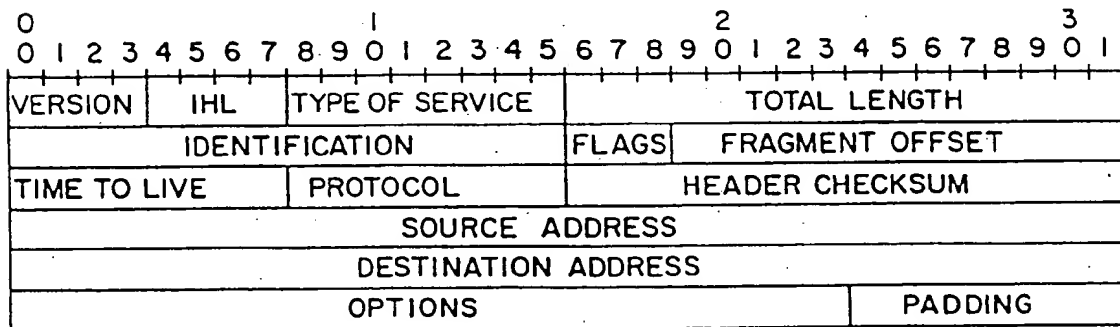 0 1 2 3
0 1 2 3 4 5 6 7 8 9 0 1 2 3 4 5 6 7 8 9 0 1 2 3 4 5 6 7 8 9 0 1
VERSION IHL TYPE OF SERVICE TOTAL LENGTH
IDENTIFICATION FLAGS FRAGMENT OFFSET
TIME TO LIVE PROTOCOL HEADER CHECKSUM
SOURCE ADDRESS
DESTINATION ADDRESS
OPTIONS PADDING